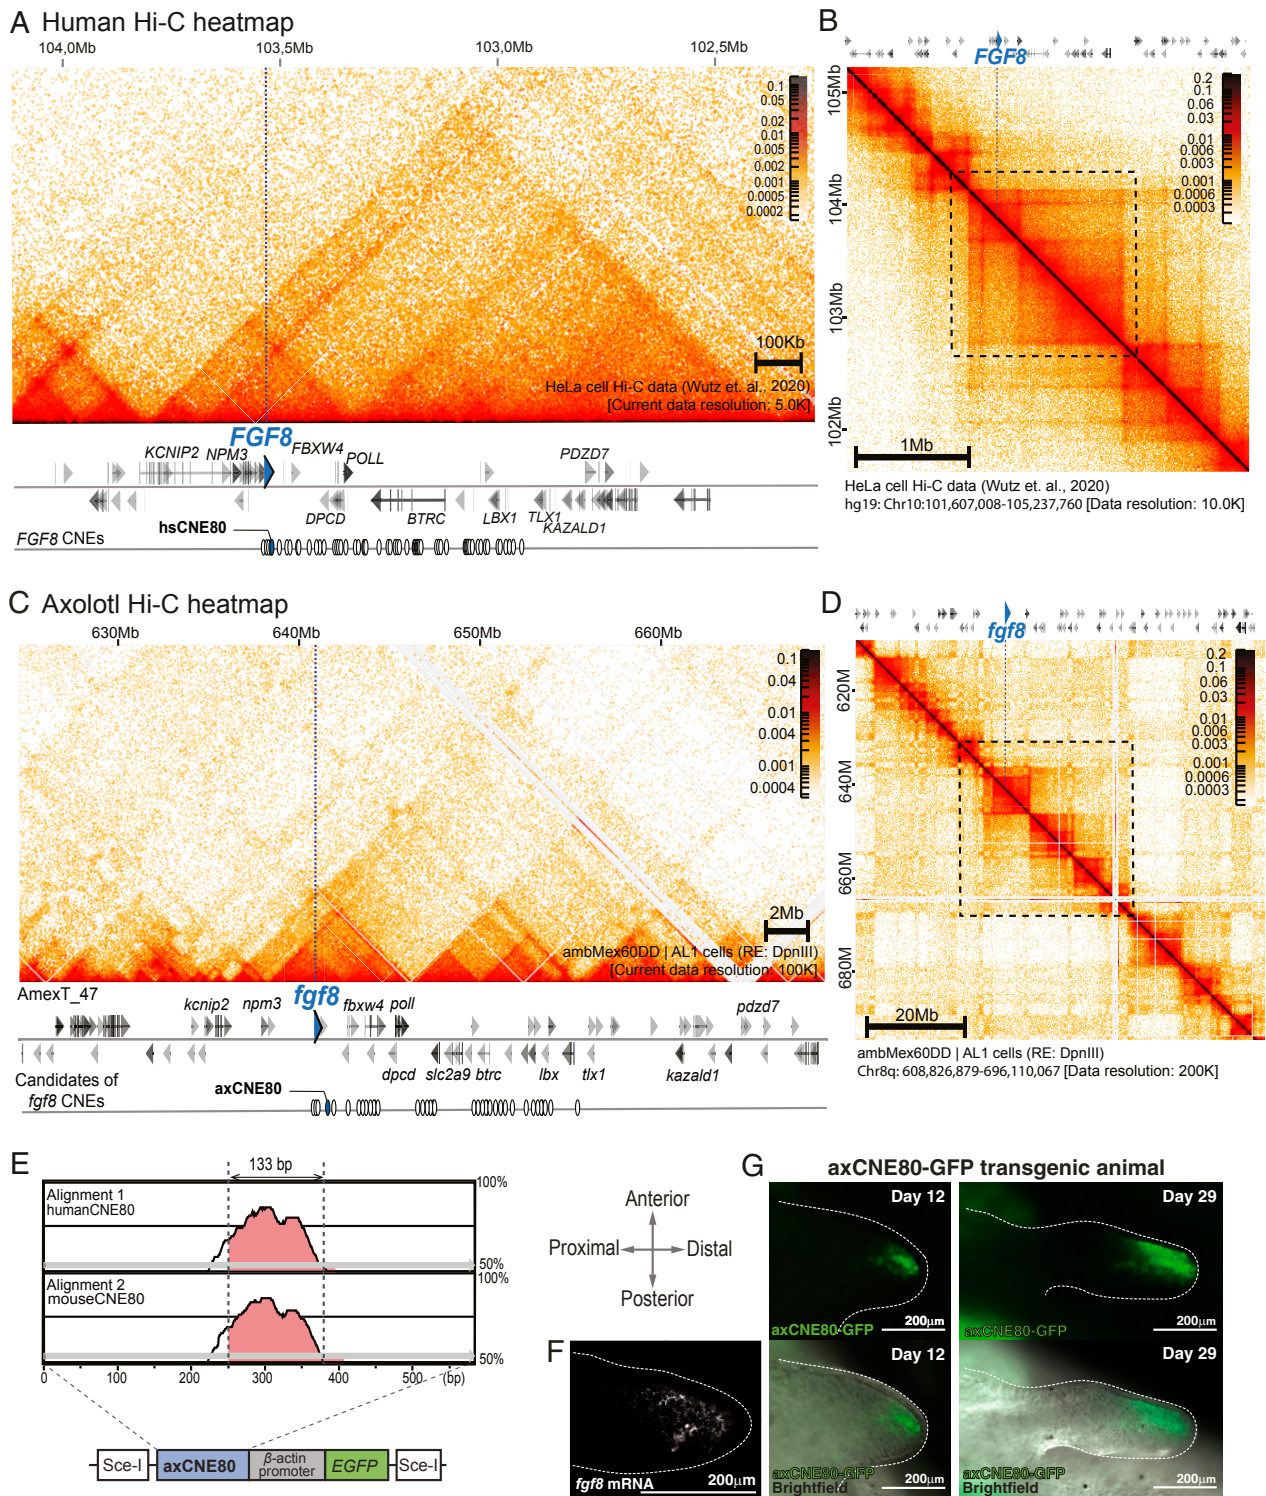 A Human Hi-C heatmap
104,0Mb 103,5Mb 103,0Mb 102,5Mb
0.1
0.05
0.02
0.01
0.005
0.002
0.001
0.0005
0.0002
100Kb
HeLa cell Hi-C data (Wutz et. al., 2020)
[Current data resolution: 5.0K]
FGF8
KCNIP2 NPM3 FBXW4 POLL PDZD7
DPCD BTRC LBX1 TLX1 KAZALD1
hsCNE80
FGF8 CNEs
B
FGF8
105Mb
104Mb
103Mb
102Mb
0.2
0.1
0.06
0.03
0.01
0.006
0.003
0.001
0.0006
0.0003
1Mb
HeLa cell Hi-C data (Wutz et. al., 2020)
hg19: Chr10:101,607,008-105,237,760 [Data resolution: 10.0K]
C Axolotl Hi-C heatmap
630Mb 640Mb 650Mb 660Mb
0.1
0.04
0.01
0.004
0.001
0.0004
2Mb
ambMex60DD | AL1 cells (RE: DpnIII)
[Current data resolution: 100K]
AmexT_47
kcnip2 npm3 fgf8 fbxw4 poll pdzd7
dpcd slc2a9 btrc lbx tlx1 kazald1
Candidates of
fgf8 CNEs
axCNE80
D
fgf8
620M
640M
660M
680M
0.2
0.1
0.06
0.03
0.01
0.006
0.003
0.001
0.0006
0.0003
20Mb
ambMex60DD | AL1 cells (RE: DpnIII)
Chr8q: 608,826,879-696,110,067 [Data resolution: 200K]
E
133 bp
Alignment 1
humanCNE80
100%
50%
Alignment 2
mouseCNE80
100%
50%
0 100 200 300 400 500 (bp)
Sce-I axCNE80 β-actin promoter EGFP Sce-I
Anterior
Proximal Distal
Posterior
F
fgf8 mRNA
200μm
G axCNE80-GFP transgenic animal
Day 12
axCNE80-GFP
200μm
Day 29
axCNE80-GFP
200μm
Day 12
axCNE80-GFP
Brightfield
200μm
Day 29
axCNE80-GFP
Brightfield
200μm